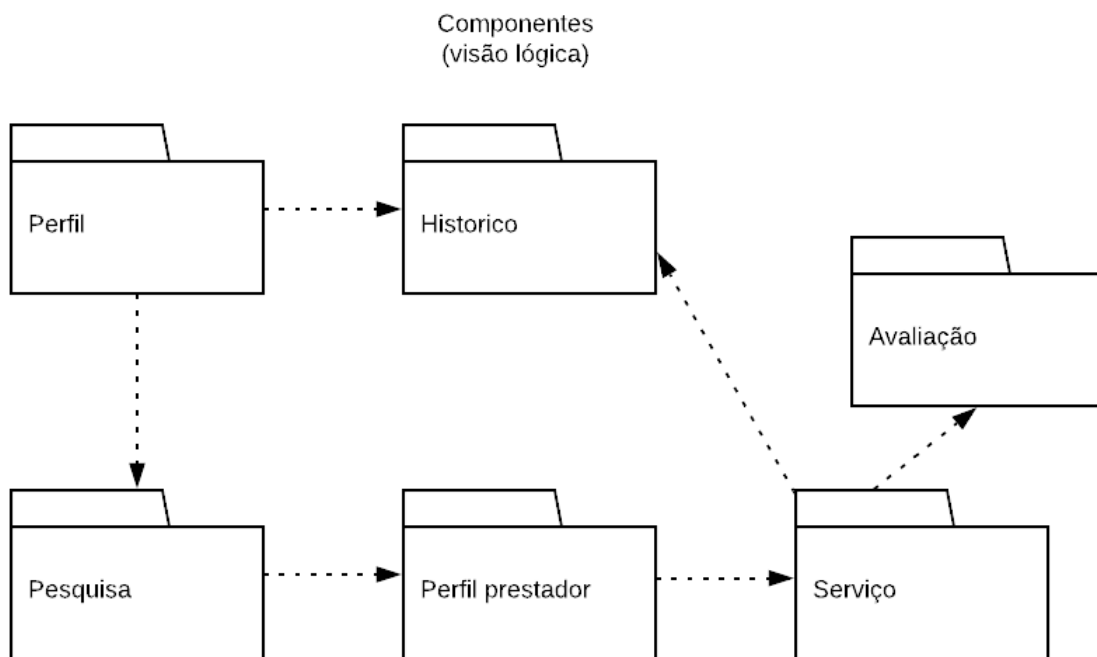 Componentes
(visão lógica)
Perfil
Historico
Avaliação
Pesquisa
Perfil prestador
Serviço